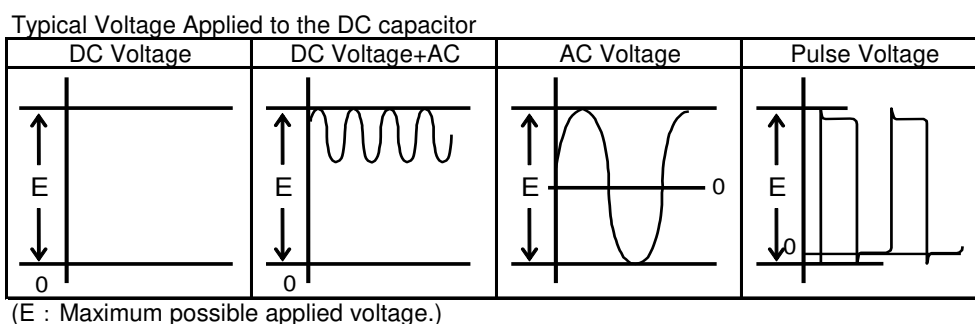 Typical Voltage Applied to the DC capacitor
DC Voltage DC Voltage+AC AC Voltage Pulse Voltage
E E E 0 E
0
0 0
(E：Maximum possible applied voltage.)